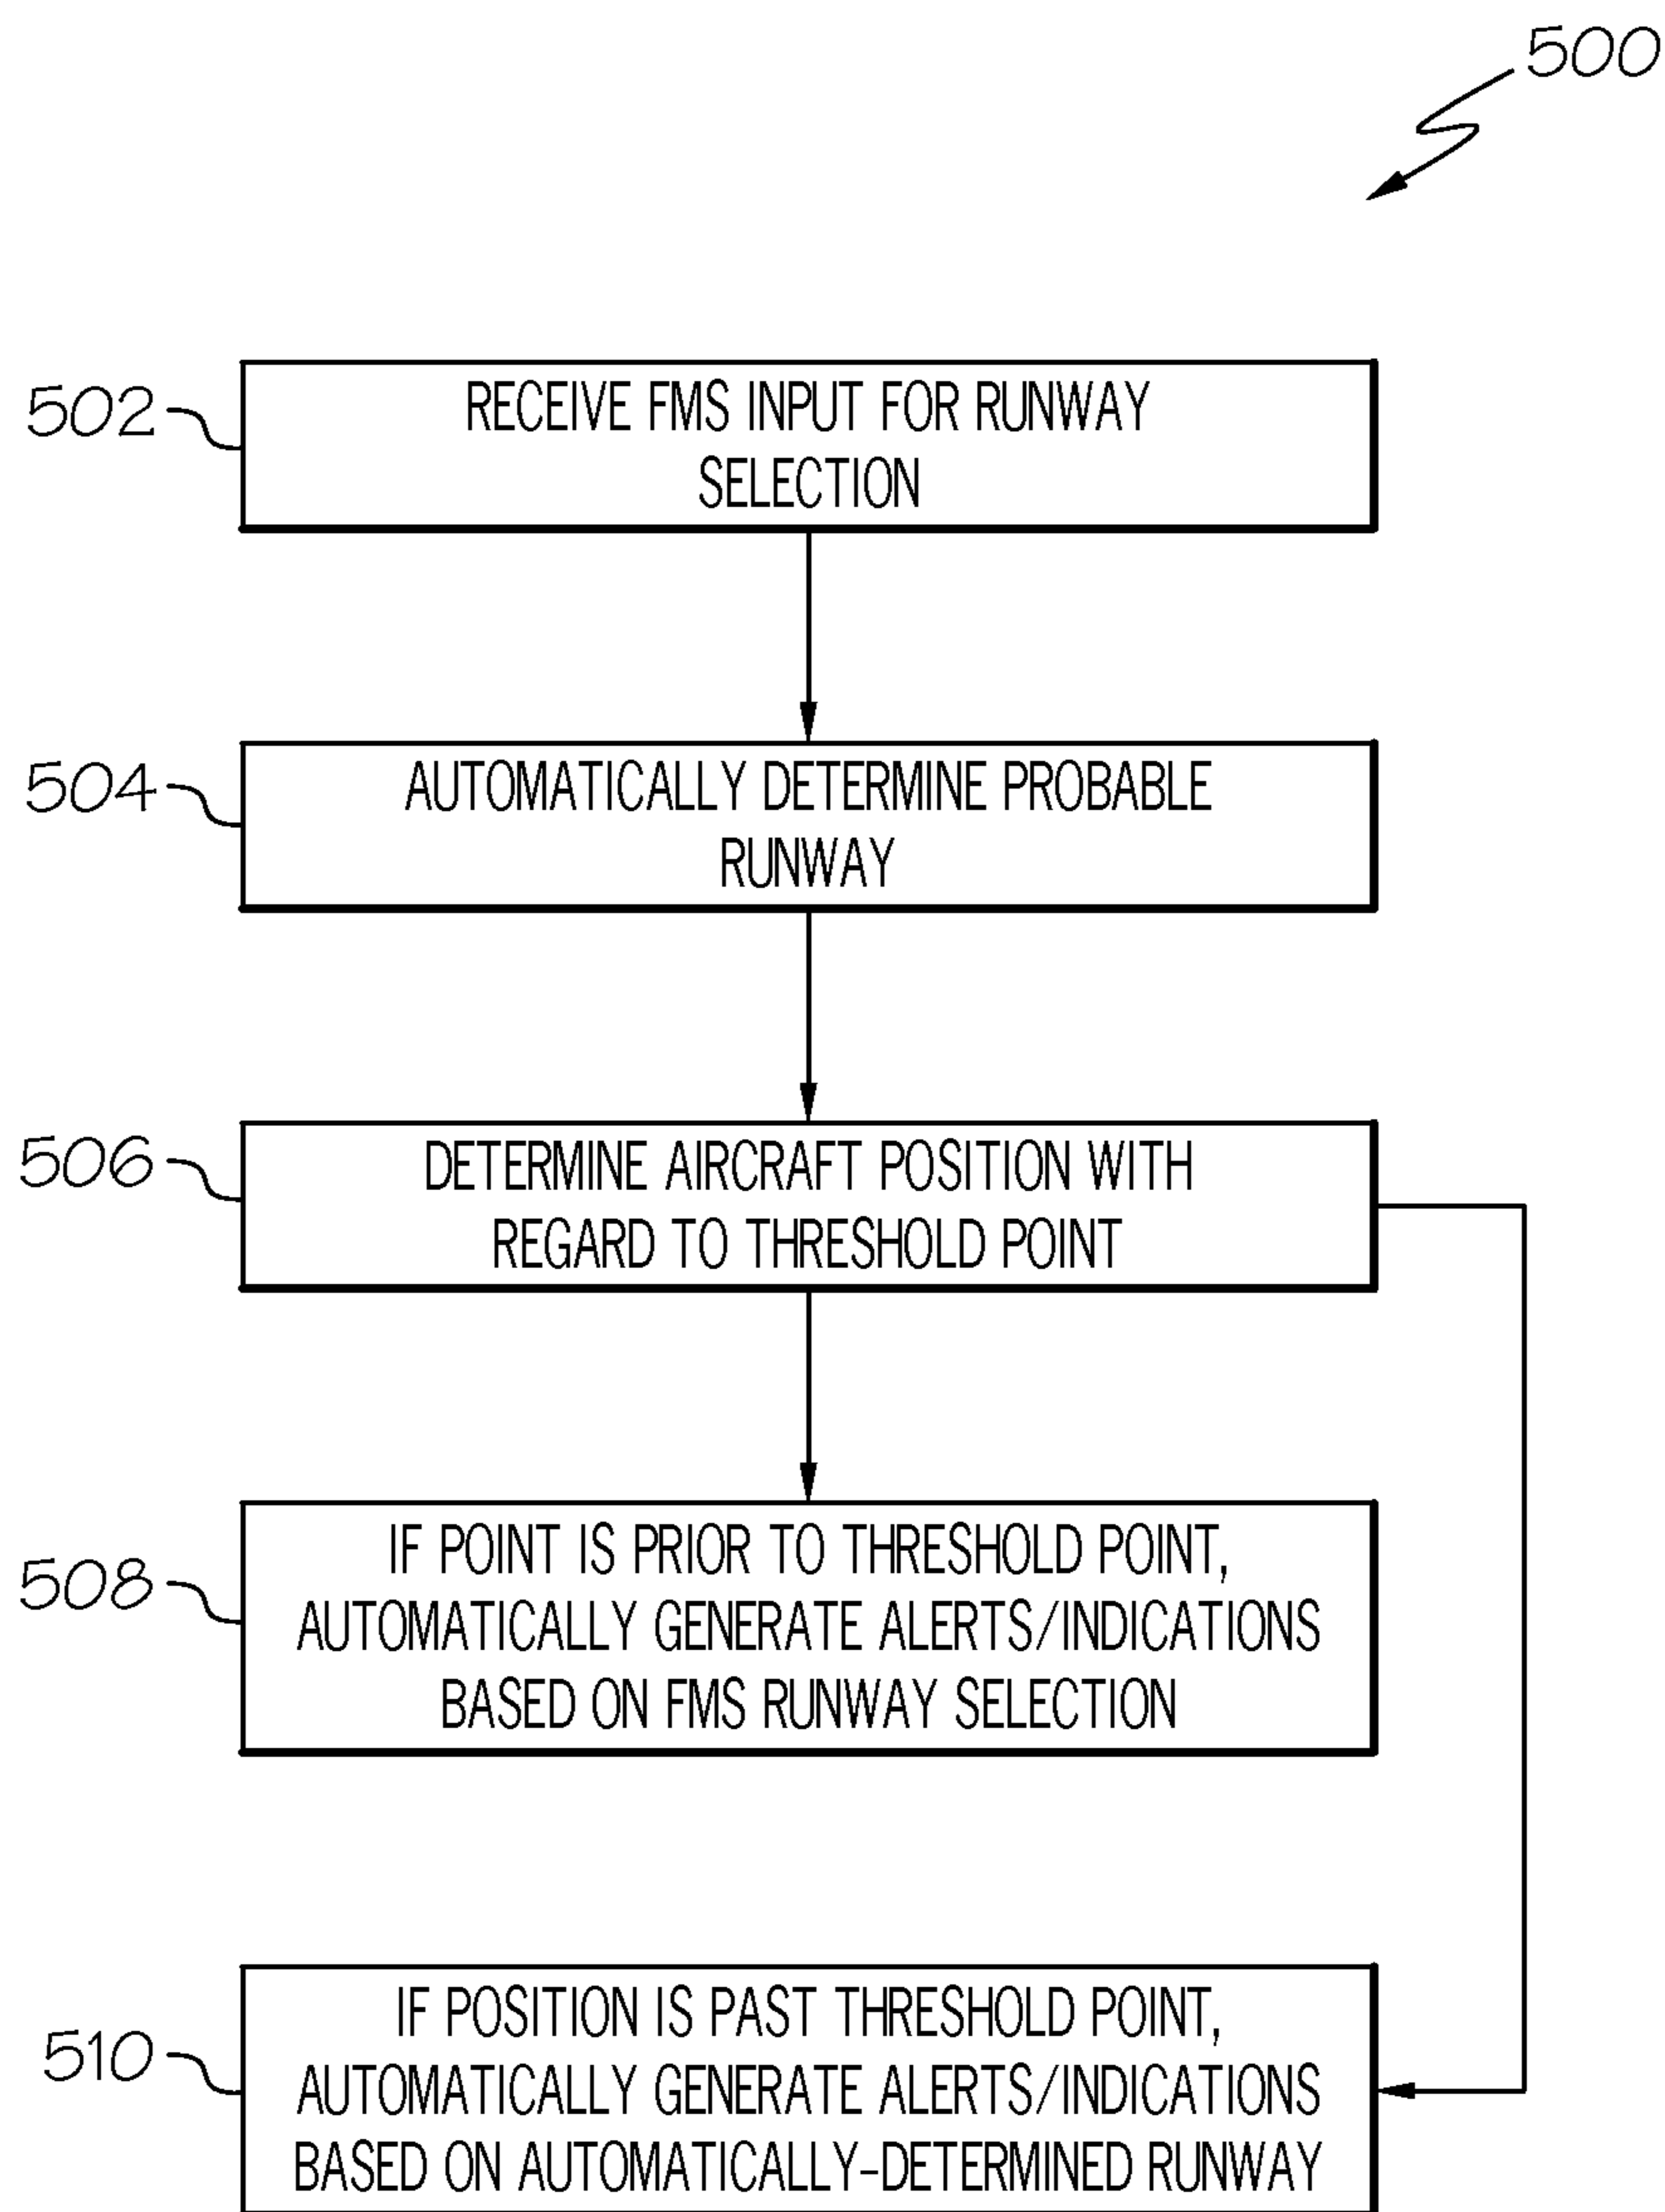 500
502
RECEIVE FMS INPUT FOR RUNWAY
SELECTION
504
AUTOMATICALLY DETERMINE PROBABLE
RUNWAY
506
DETERMINE AIRCRAFT POSITION WITH
REGARD TO THRESHOLD POINT
508
IF POINT IS PRIOR TO THRESHOLD POINT,
AUTOMATICALLY GENERATE ALERTS/INDICATIONS
BASED ON FMS RUNWAY SELECTION
510
IF POSITION IS PAST THRESHOLD POINT,
AUTOMATICALLY GENERATE ALERTS/INDICATIONS
BASED ON AUTOMATICALLY-DETERMINED RUNWAY